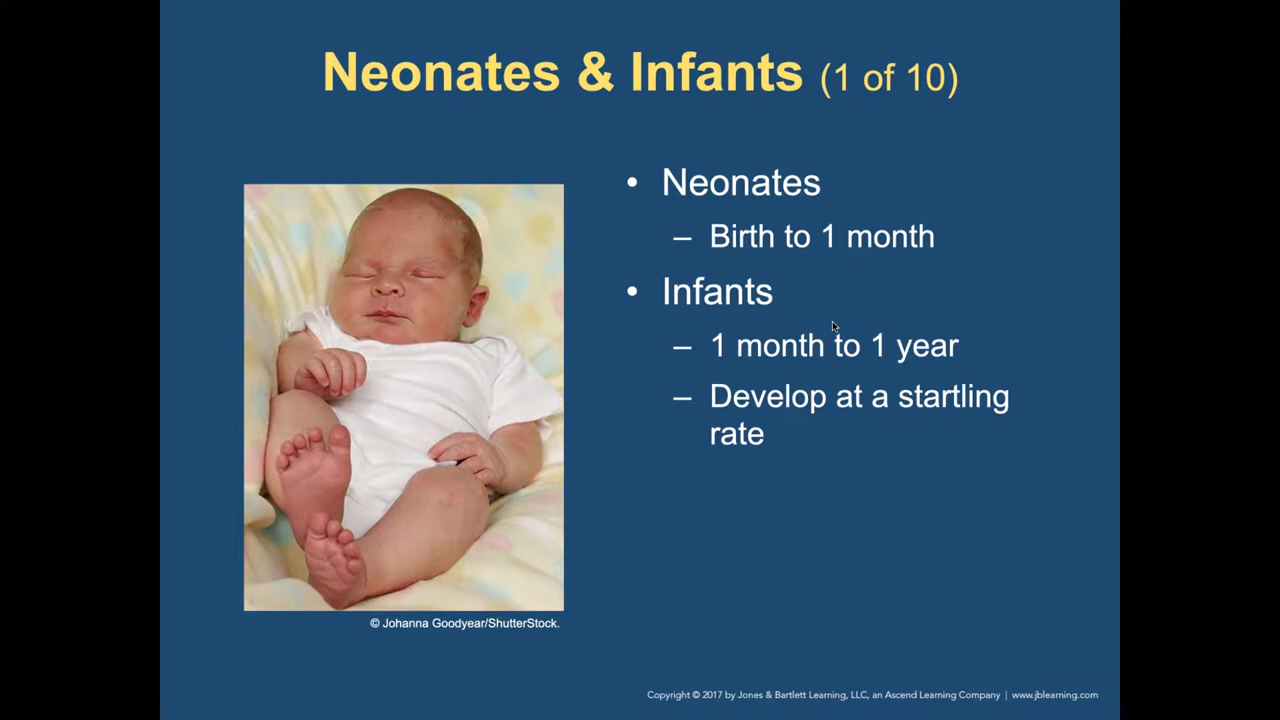 Neonates & Infants (1 of 10)
• Neonates
– Birth to 1 month
• Infants
– 1 month to 1 year
– Develop at a startling
rate
© Johanna Goodyear/ShutterStock.
Copyright © 2017 by Jones & Bartlett Learning, LLC, an Ascend Learning Company | www.jblearning.com